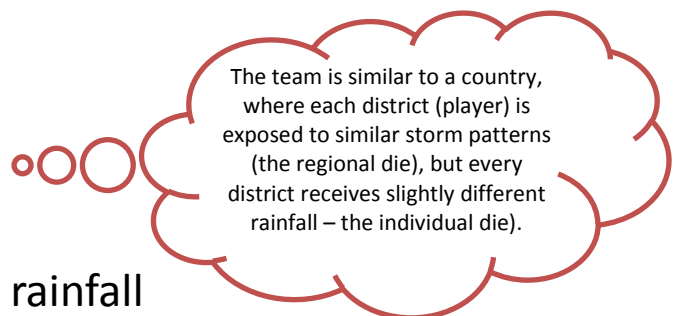 The team is similar to a country,
where each district (player) is
exposed to similar storm patterns
(the regional die), but every
district receives slightly different
rainfall – the individual die).
rainfall